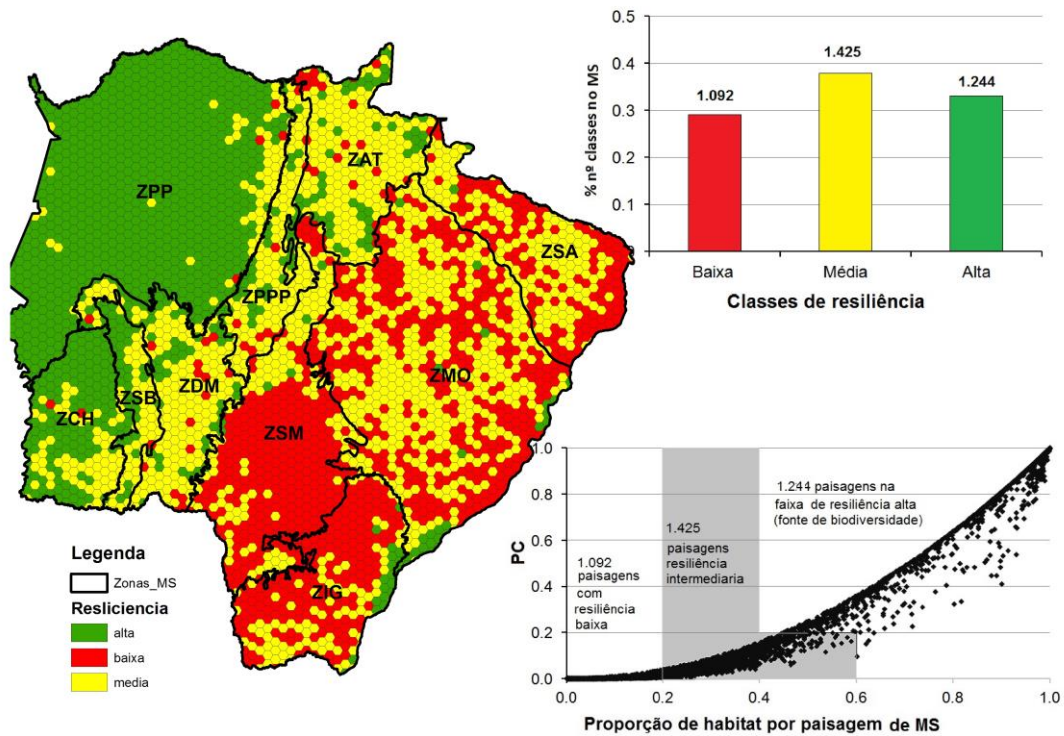 ZPP
ZAT
ZSA
ZPPP
ZMO
ZDM
ZSB
ZCH
ZSM
ZIG
Legenda
Zonas_MS
Resliciencia
alta
baixa
media
% nº classes no MS
0.5
0.4
0.3
0.2
0.1
1.092
1.425
1.244
Baixa
Média
Alta
Classes de resiliência
PC
1.0
0.8
0.6
0.4
0.2
0.0
1.092
paisagens
com
resiliência
baixa
1.425
paisagens
resiliência
intermediaria
1.244 paisagens na
faixa de resiliência alta
(fonte de biodiversidade)
0.0
0.2
0.4
0.6
0.8
1.0
Proporção de habitat por paisagem de MS